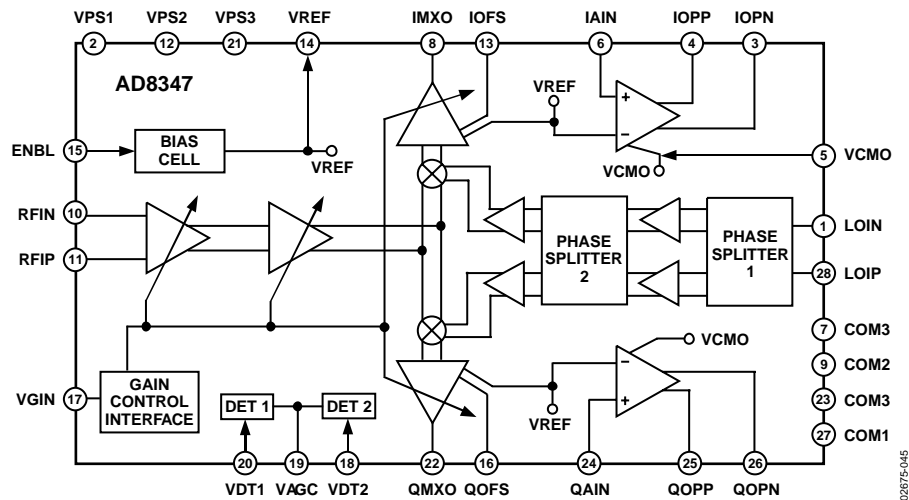 VPS1 VPS2 VPS3 VREF IMXO IOFS IAIN IOPP IOPN
2 12 21 14 8 13 6 4 3
AD8347
VREF
ENBL 15
BIAS
CELL
VREF
VCMO
5 VCMO
RFIN 10
RFIP 11
PHASE
SPLITTER
2
PHASE
SPLITTER
1
1 LOIN
28 LOIP
7 COM3
VCMO
9 COM2
VGIN 17
GAIN
CONTROL
INTERFACE
DET 1
DET 2
VREF
23 COM3
27 COM1
20 19 18 22 16 24 25 26
VDT1 VAGC VDT2 QMXO QOFS QAIN QOPP QOPN
+
−
−
+
02675-045